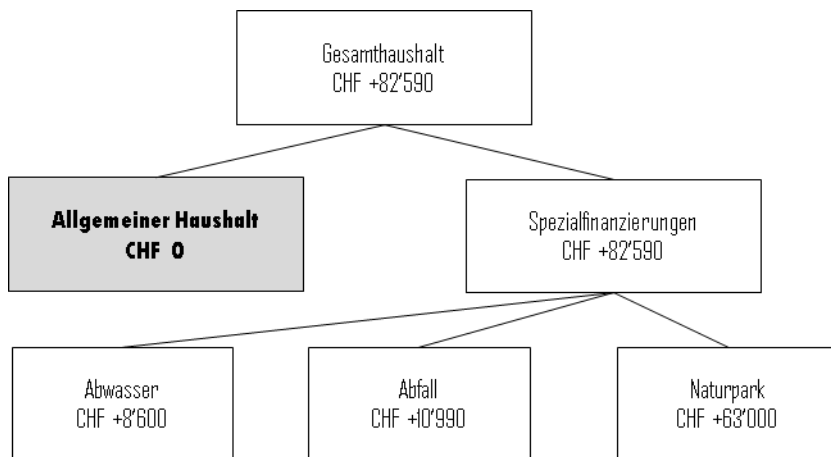 Gesamthaushalt
CHF +82'590
Allgemeiner Haushalt
CHF 0
Spezialfinanzierungen
CHF +82'590
Abwasser
CHF +8'600
Abfall
CHF +10'990
Naturpark
CHF +63'000